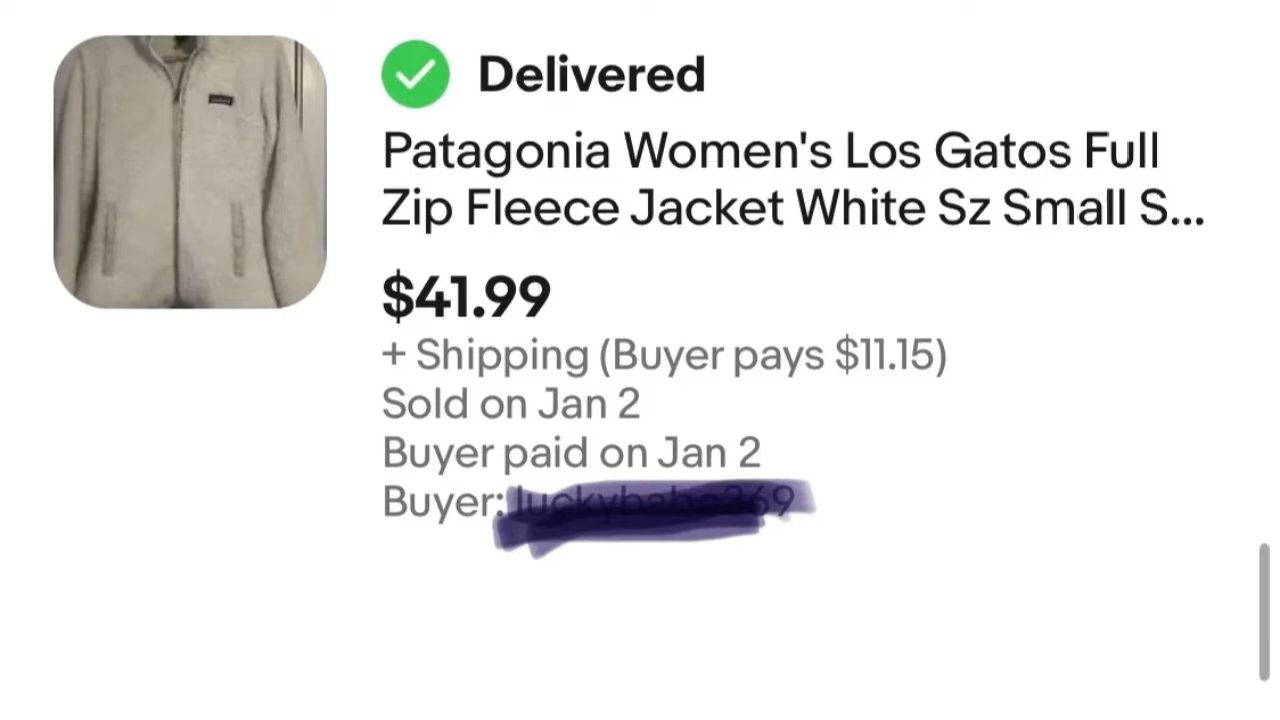 Delivered
Patagonia Women's Los Gatos Full
Zip Fleece Jacket White Sz Small S...
$41.99
+ Shipping (Buyer pays $11.15)
Sold on Jan 2
Buyer paid on Jan 2
Buyer: